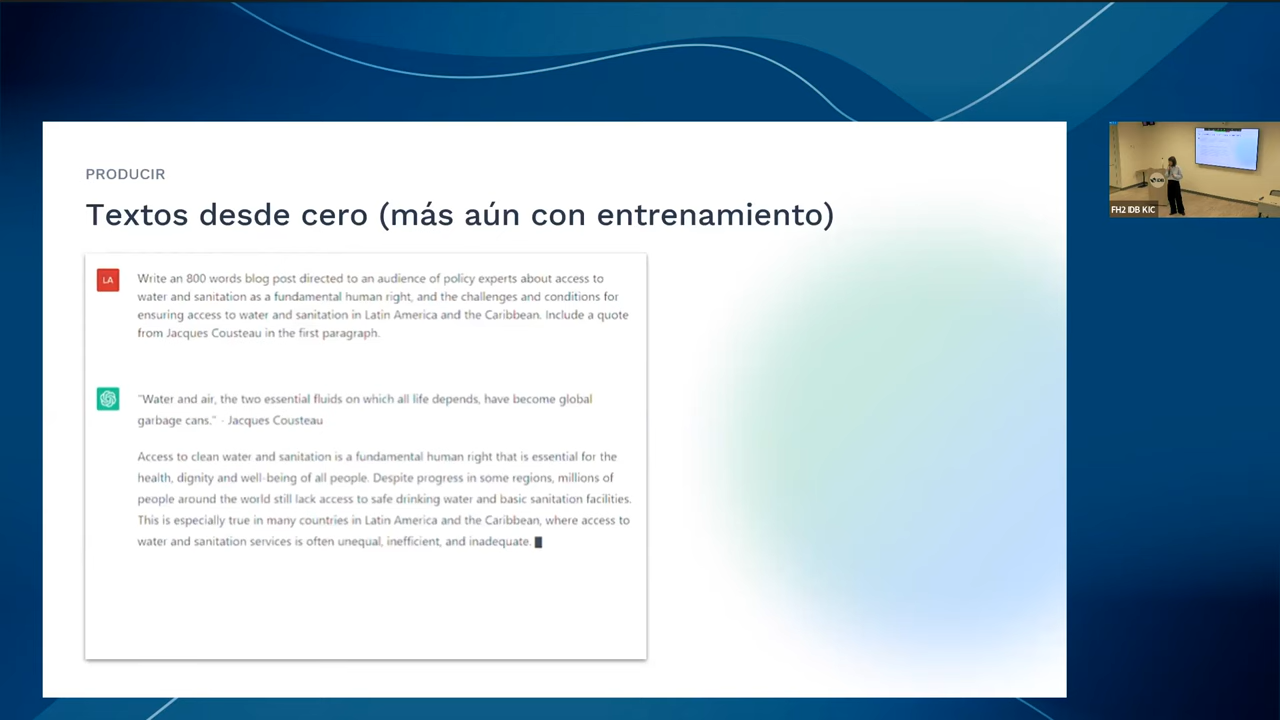 PRODUCIR
Textos desde cero (más aún con entrenamiento)
LA
Write an 800 words blog post directed to an audience of policy experts about access to
water and sanitation as a fundamental human right, and the challenges and conditions for
ensuring access to water and sanitation in Latin America and the Caribbean. Include a quote
from Jacques Cousteau in the first paragraph.
"Water and air, the two essential fluids on which all life depends, have become global
garbage cans." - Jacques Cousteau
Access to clean water and sanitation is a fundamental human right that is essential for the
health, dignity and well-being of all people. Despite progress in some regions, millions of
people around the world still lack access to safe drinking water and basic sanitation facilities.
This is especially true in many countries in Latin America and the Caribbean, where access to
water and sanitation services is often unequal, inefficient, and inadequate.
IDB
FH2 IDB KIC